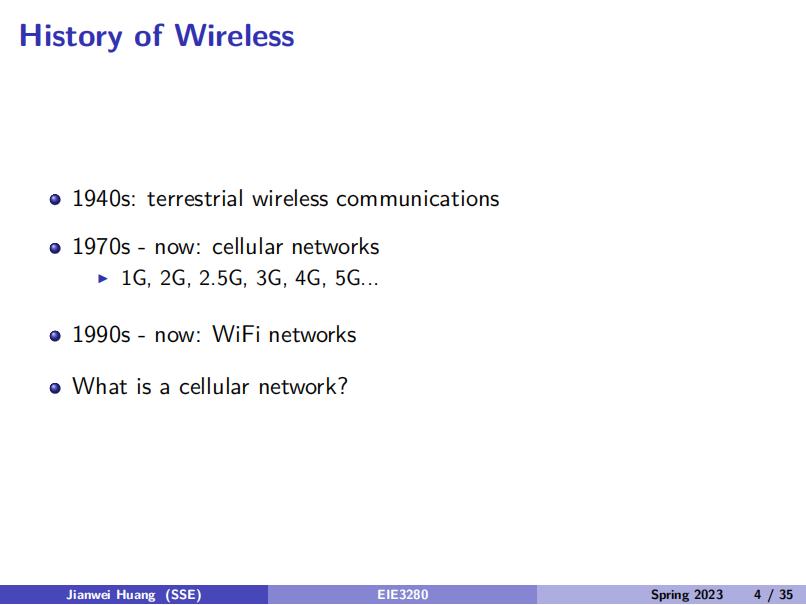 History of Wireless
1940s: terrestrial wireless communications
1970s - now: cellular networks
1G, 2G, 2.5G, 3G, 4G, 5G...
1990s - now: WiFi networks
What is a cellular network?
Jianwei Huang (SSE) EIE3280 Spring 2023 4 / 35